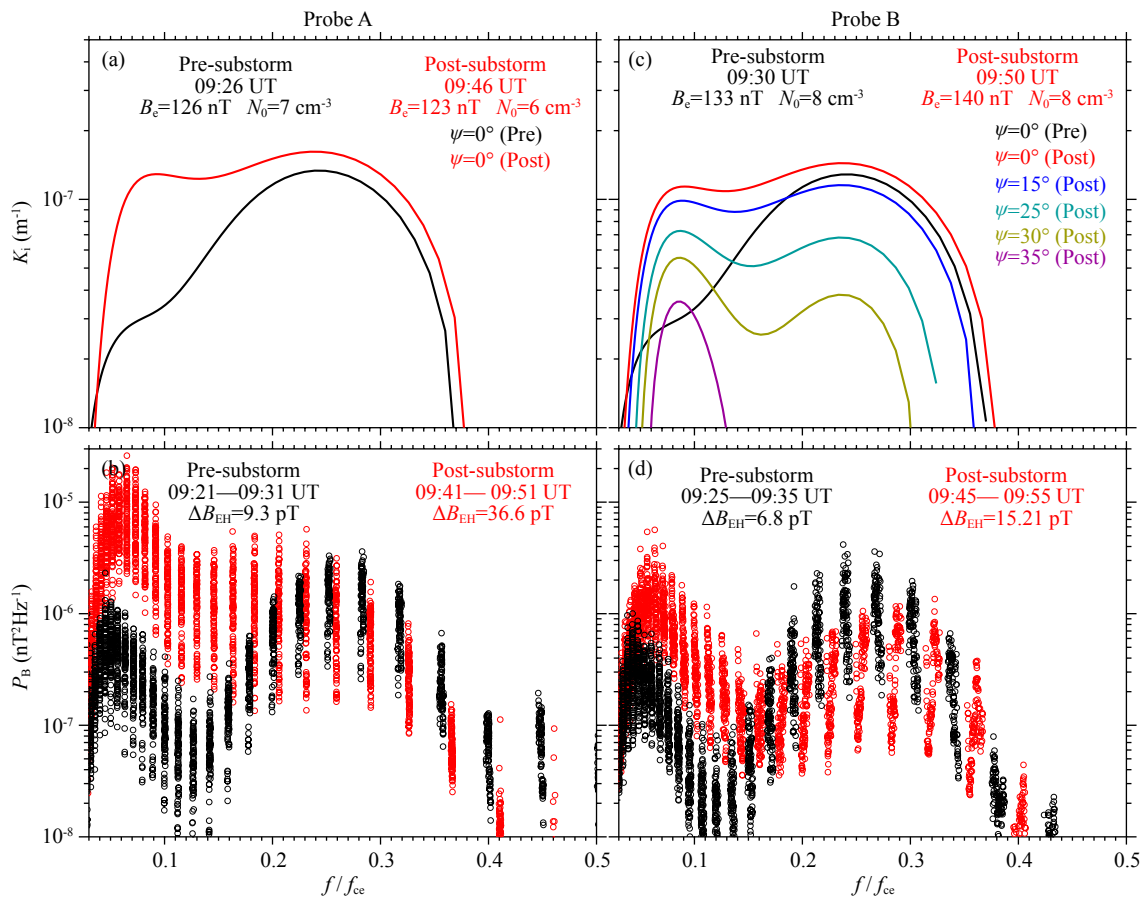 Probe A
Probe B
(a)
Pre-substorm
09:26 UT
Bₑ=126 nT N₀=7 cm⁻³
Post-substorm
09:46 UT
Bₑ=123 nT N₀=6 cm⁻³
ψ=0° (Pre)
ψ=0° (Post)
(c)
Pre-substorm
09:30 UT
Bₑ=133 nT N₀=8 cm⁻³
Post-substorm
09:50 UT
Bₑ=140 nT N₀=8 cm⁻³
ψ=0° (Pre)
ψ=0° (Post)
ψ=15° (Post)
ψ=25° (Post)
ψ=30° (Post)
ψ=35° (Post)
Kᵢ (m⁻¹)
10⁻⁷
10⁻⁸
(b)
Pre-substorm
09:21—09:31 UT
ΔB_EH=9.3 pT
Post-substorm
09:41— 09:51 UT
ΔB_EH=36.6 pT
(d)
Pre-substorm
09:25—09:35 UT
ΔB_EH=6.8 pT
Post-substorm
09:45— 09:55 UT
ΔB_EH=15.21 pT
P_B (nT²Hz⁻¹)
10⁻⁵
10⁻⁶
10⁻⁷
10⁻⁸
0.1 0.2 0.3 0.4 0.5
f / f_ce
0.1 0.2 0.3 0.4 0.5
f / f_ce